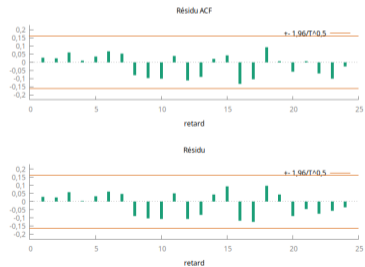 Résidu ACF
+- 1,96/T^0,5
0,2
0,15
0,1
0,05
0
-0,05
-0,1
-0,15
-0,2
0 5 10 15 20 25
retard
Résidu
+- 1,96/T^0,5
0,2
0,15
0,1
0,05
0
-0,05
-0,1
-0,15
-0,2
0 5 10 15 20 25
retard